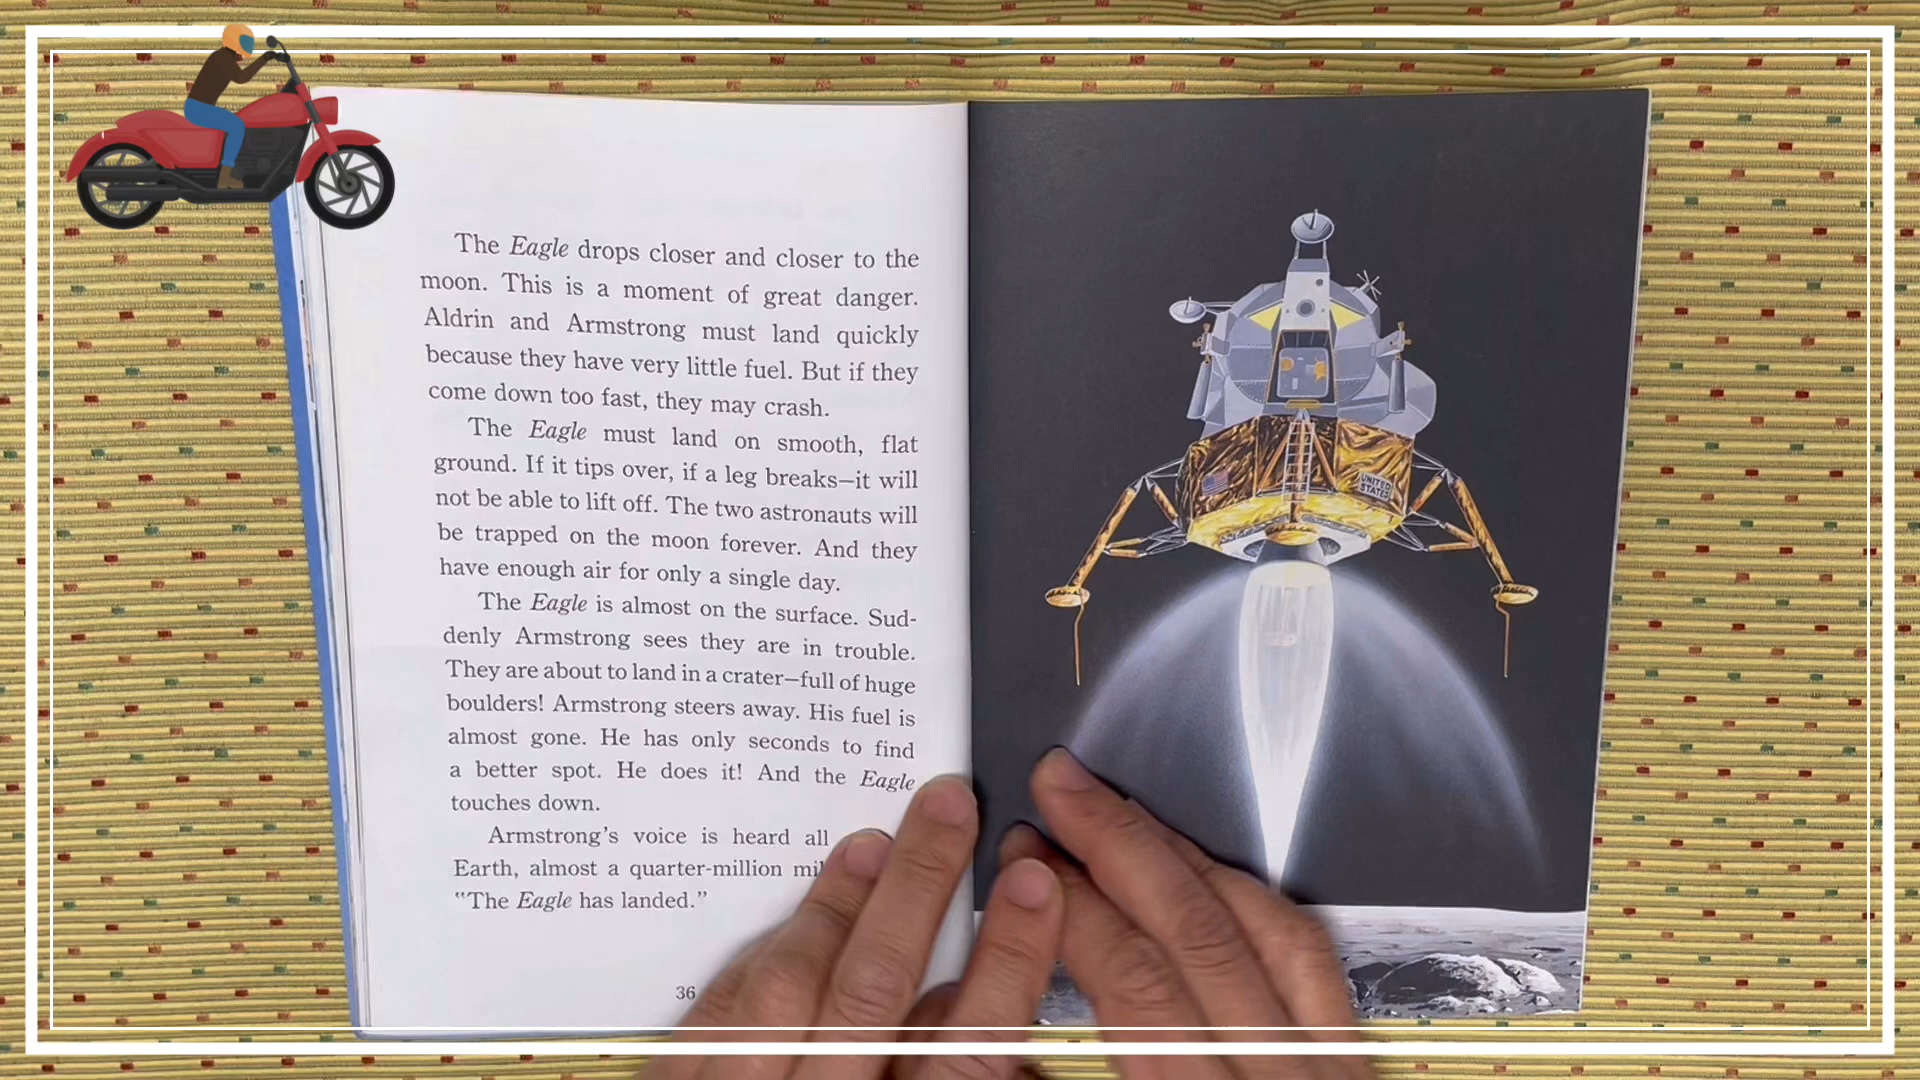 The Eagle drops closer and closer to the
moon. This is a moment of great danger.
Aldrin and Armstrong must land quickly
because they have very little fuel. But if they
come down too fast, they may crash.
The Eagle must land on smooth, flat
ground. If it tips over, if a leg breaks—it will
not be able to lift off. The two astronauts will
be trapped on the moon forever. And they
have enough air for only a single day.
The Eagle is almost on the surface. Sud-
denly Armstrong sees they are in trouble.
They are about to land in a crater—full of huge
boulders! Armstrong steers away. His fuel is
almost gone. He has only seconds to find
a better spot. He does it! And the Eagle
touches down.
Armstrong's voice is heard all
Earth, almost a quarter-million
"The Eagle has landed."
36
UNITED
STATES